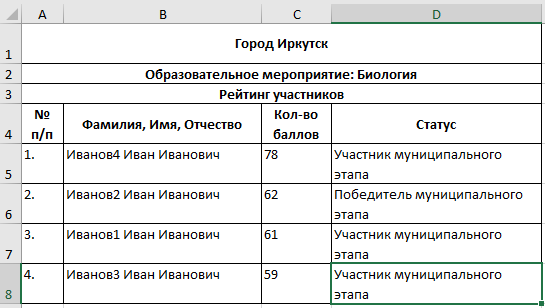 A B C D
1 Город Иркутск
2 Образовательное мероприятие: Биология
3 Рейтинг участников
№ Кол-во
4 п/п Фамилия, Имя, Отчество баллов Статус
1. Иванов4 Иван Иванович 78 Участник муниципального
5 этапа
2. Иванов2 Иван Иванович 62 Победитель муниципального
6 этапа
3. Иванов1 Иван Иванович 61 Участник муниципального
7 этапа
4. Иванов3 Иван Иванович 59 Участник муниципального
8 этапа